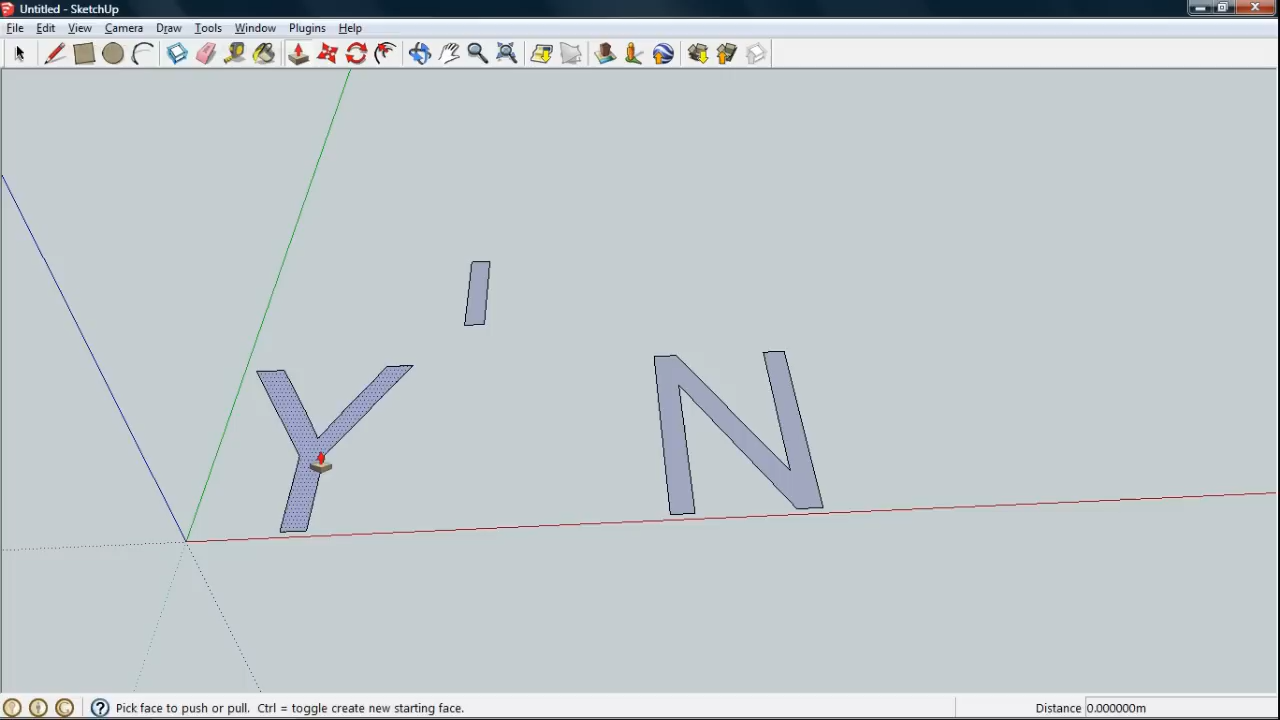 Untitled - SketchUp
File Edit View Camera Draw Tools Window Plugins Help
Y ' N
Pick face to push or pull. Ctrl = toggle create new starting face. Distance 0.000000m